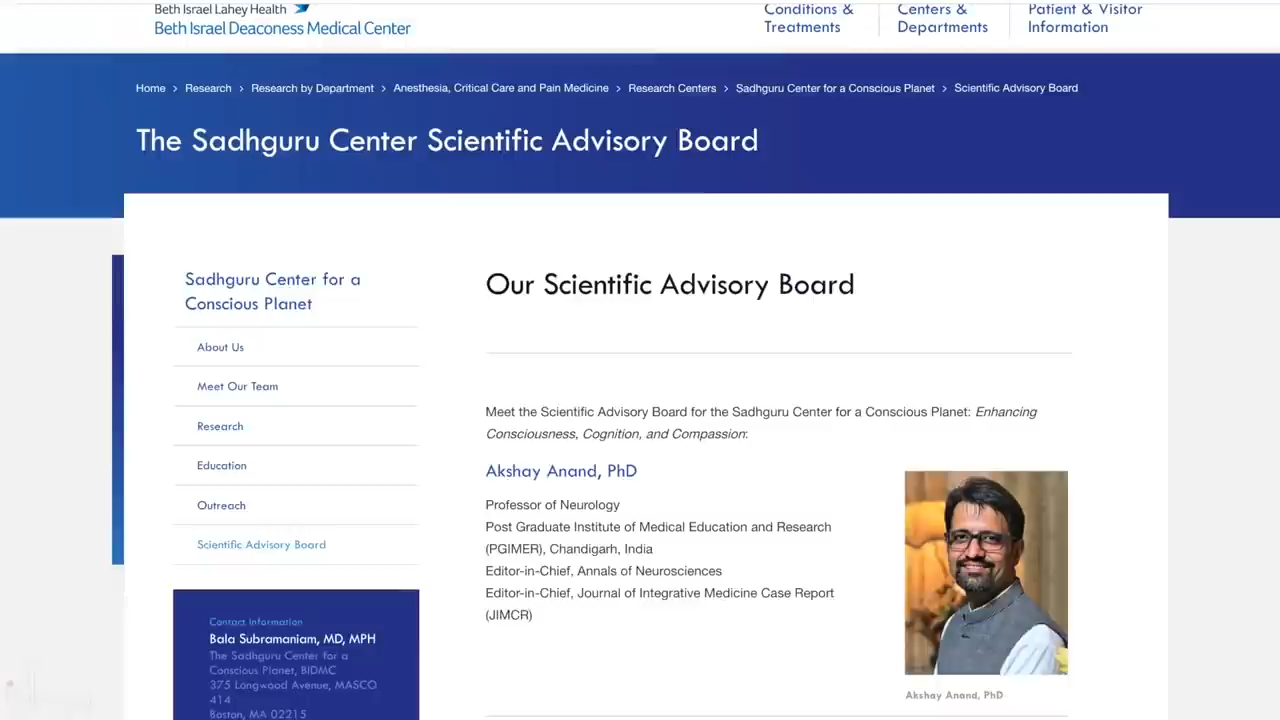 Beth Israel Lahey Health
Beth Israel Deaconess Medical Center
Conditions &
Treatments
Centers &
Departments
Patient & Visitor
Information
Home > Research > Research by Department > Anesthesia, Critical Care and Pain Medicine > Research Centers > Sadhguru Center for a Conscious Planet > Scientific Advisory Board
The Sadhguru Center Scientific Advisory Board
Sadhguru Center for a
Conscious Planet
About Us
Meet Our Team
Research
Education
Outreach
Scientific Advisory Board
Contact Information
Bala Subramaniam, MD, MPH
The Sadhguru Center for a
Conscious Planet, BIDMC
375 Longwood Avenue, MASCO
414
Boston, MA 02215
Our Scientific Advisory Board
Meet the Scientific Advisory Board for the Sadhguru Center for a Conscious Planet: Enhancing
Consciousness, Cognition, and Compassion:
Akshay Anand, PhD
Professor of Neurology
Post Graduate Institute of Medical Education and Research
(PGIMER), Chandigarh, India
Editor-in-Chief, Annals of Neurosciences
Editor-in-Chief, Journal of Integrative Medicine Case Report
(JIMCR)
Akshay Anand, PhD